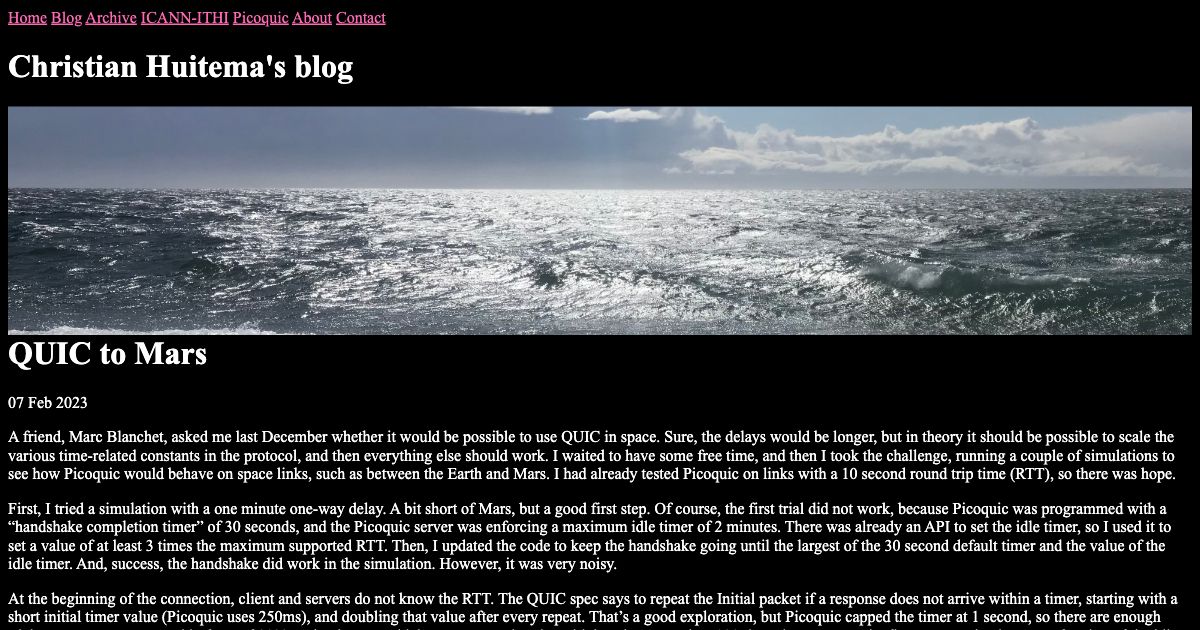 Home Blog Archive ICANN-ITHI Picoquic About Contact
Christian Huitema's blog
QUIC to Mars
07 Feb 2023
A friend, Marc Blanchet, asked me last December whether it would be possible to use QUIC in space. Sure, the delays would be longer, but in theory it should be possible to scale the
various time-related constants in the protocol, and then everything else should work. I waited to have some free time, and then I took the challenge, running a couple of simulations to
see how Picoquic would behave on space links, such as between the Earth and Mars. I had already tested Picoquic on links with a 10 second round trip time (RTT), so there was hope.
First, I tried a simulation with a one minute one-way delay. A bit short of Mars, but a good first step. Of course, the first trial did not work, because Picoquic was programmed with a
“handshake completion timer” of 30 seconds, and the Picoquic server was enforcing a maximum idle timer of 2 minutes. There was already an API to set the idle timer, so I used it to
set a value of at least 3 times the maximum supported RTT. Then, I updated the code to keep the handshake going until the largest of the 30 second default timer and the value of the
idle timer. And, success, the handshake did work in the simulation. However, it was very noisy.
At the beginning of the connection, client and servers do not know the RTT. The QUIC spec says to repeat the Initial packet if a response does not arrive within a timer, starting with a
short initial timer value (Picoquic uses 250ms), and doubling that value after every repeat. That’s a good exploration, but Picoquic capped the timer at 1 second, so there are enough